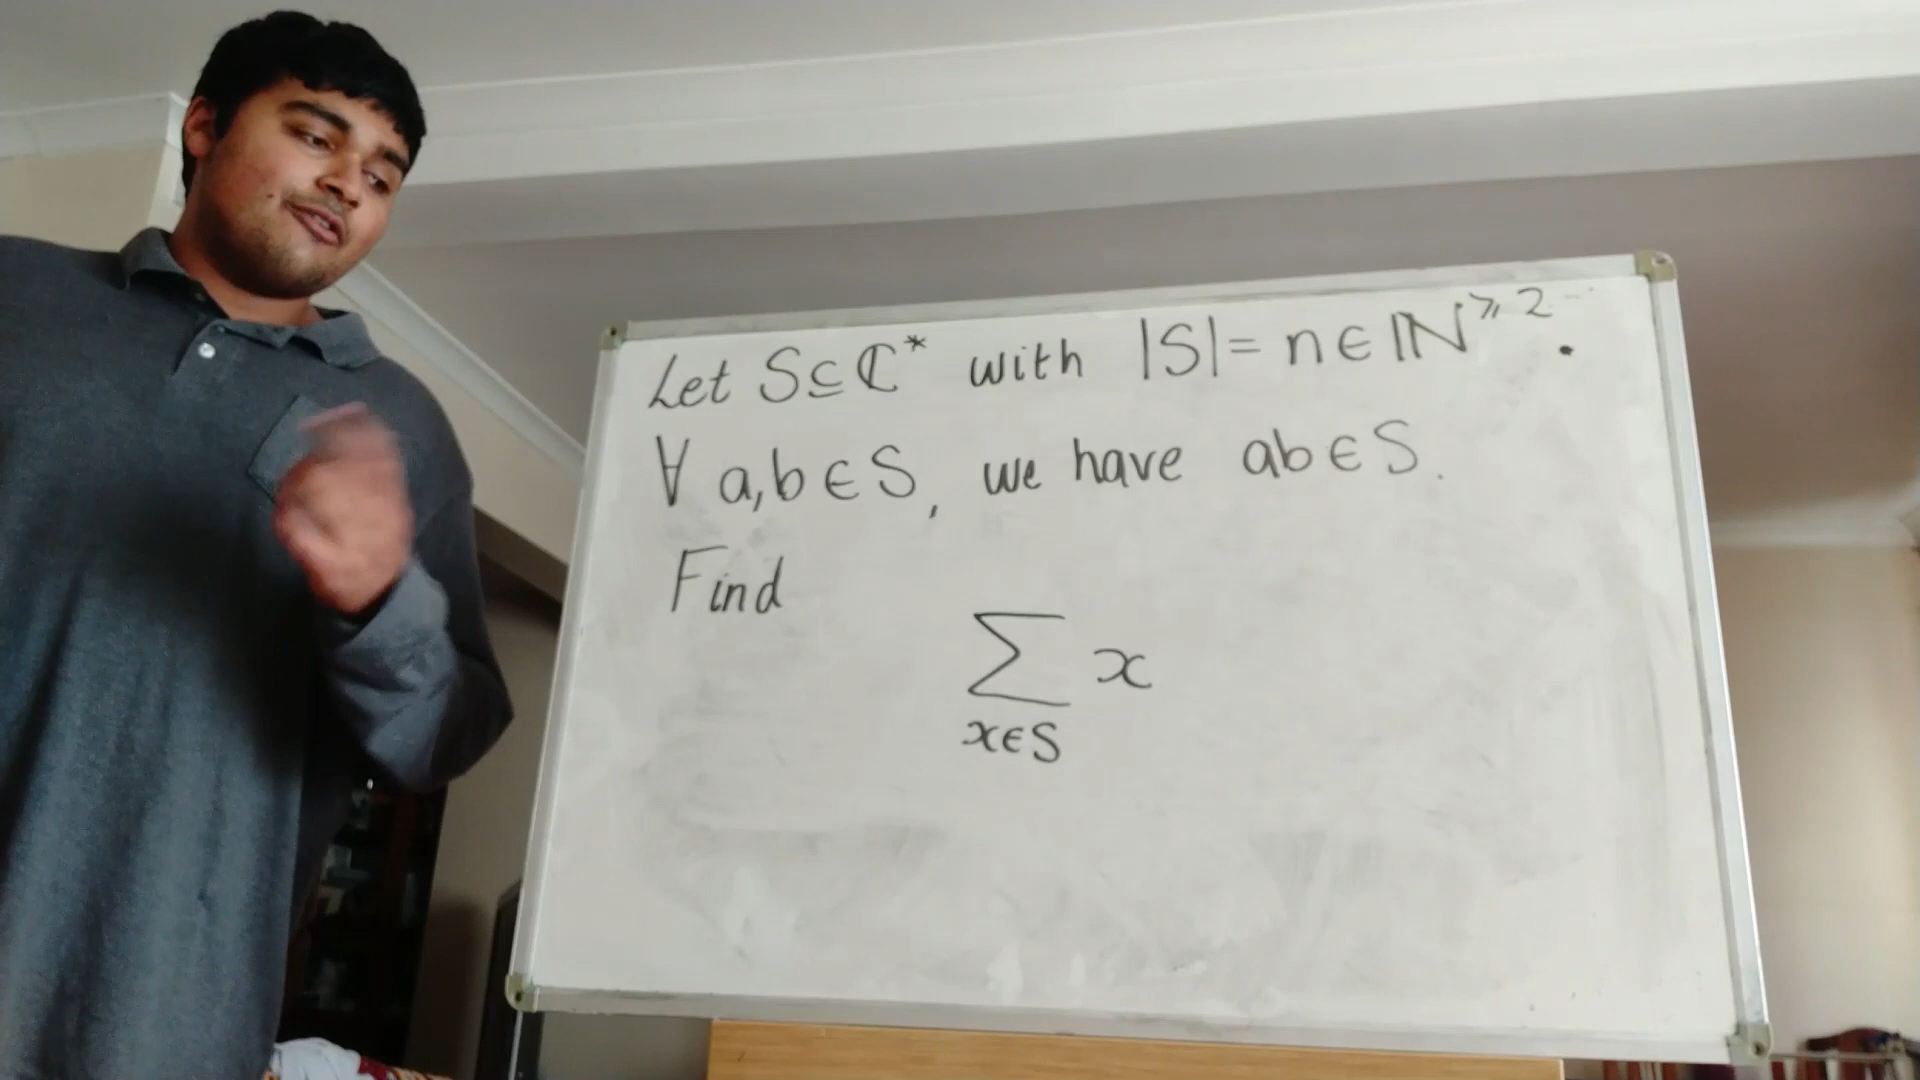 Let S ⊆ ℂ* with |S| = n ∈ ℕ^{⩾2}.
∀ a,b ∈ S, we have ab ∈ S.
Find
∑ x
x∈S